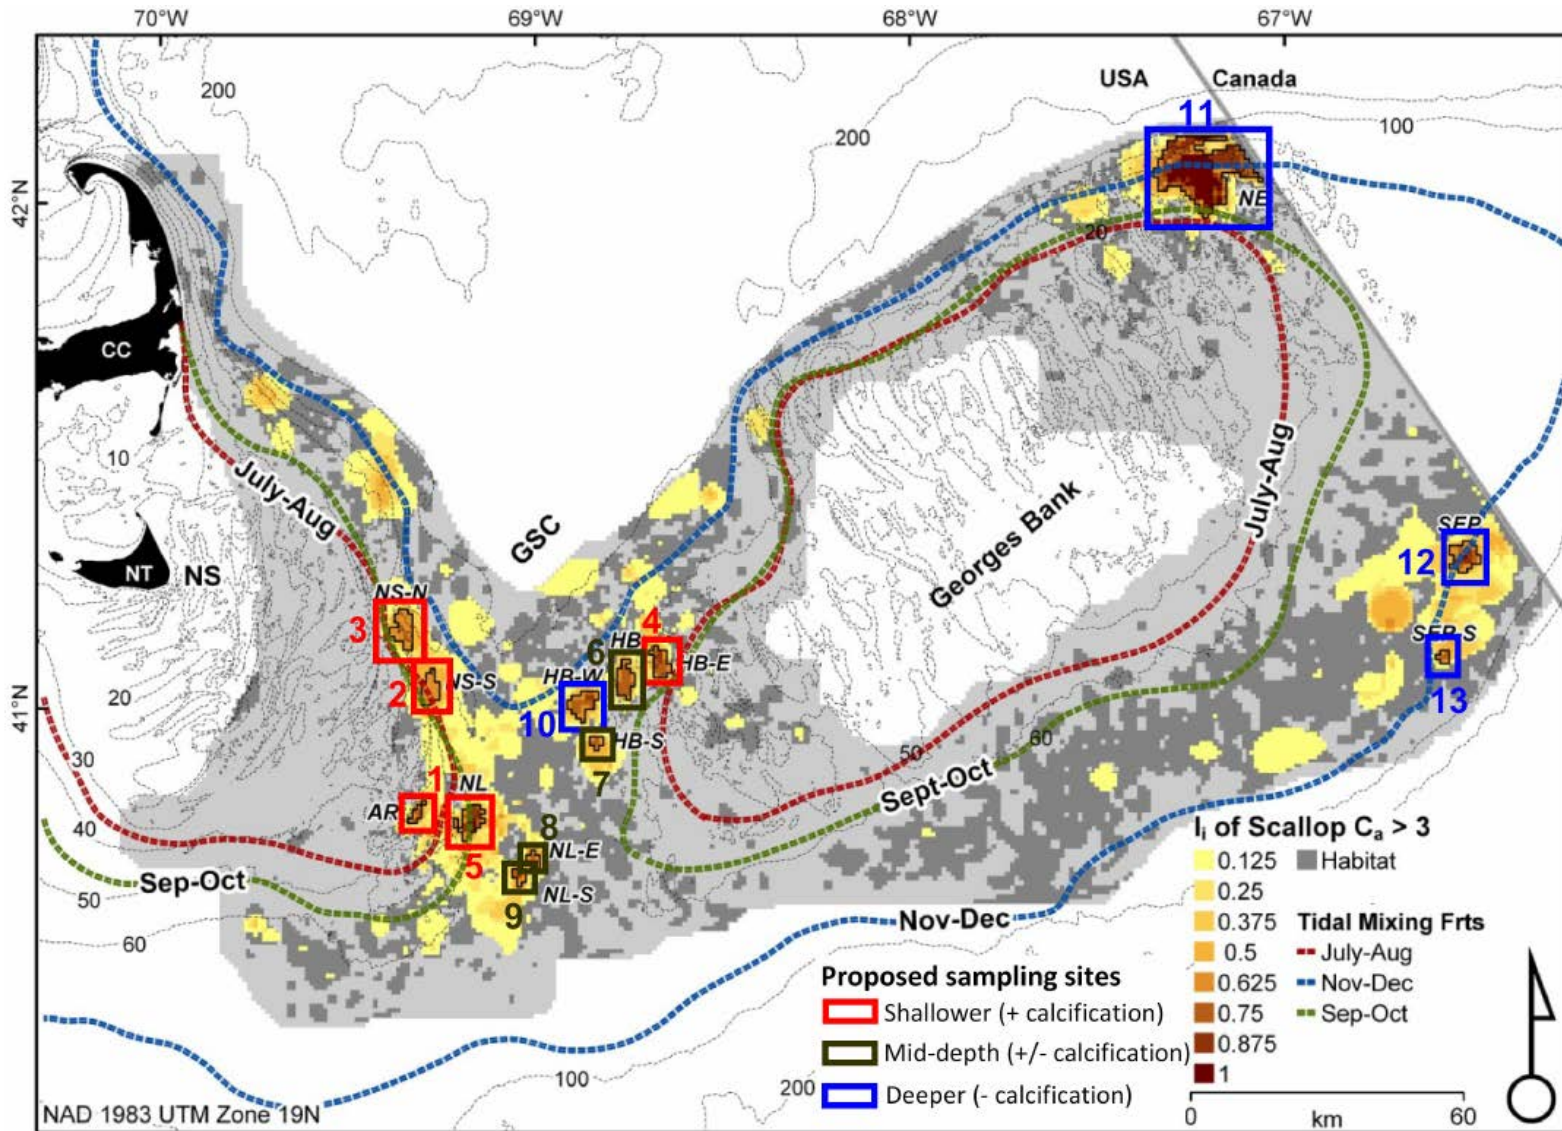 70°W
69°W
68°W
67°W
200
USA
Canada
11
100
200
NE
42°N
20
CC
July-Aug
10
GSC
July-Aug
Georges Bank
SEP
12
NT
NS
NS-N
3
4
HB
6
HB-E
SEP-S
NS-S
2
HB-W
20
41°N
10
13
HB-S
50
60
30
7
1
NL
Sept-Oct
AR
40
8
5
NL-E
Sep-Oct
NL-S
50
9
60
Nov-Dec
100
200
Ii of Scallop Ca > 3
0.125
Habitat
0.25
0.375
Tidal Mixing Frts
0.5
July-Aug
0.625
Nov-Dec
0.75
Sep-Oct
0.875
1
Proposed sampling sites
Shallower (+ calcification)
Mid-depth (+/- calcification)
Deeper (- calcification)
0
60
km
NAD 1983 UTM Zone 19N